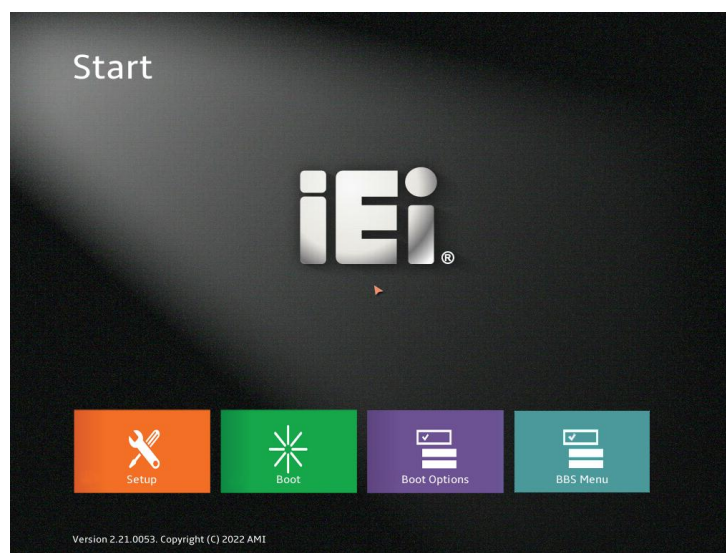 Start
iEi®
Setup
Boot
Boot Options
BBS Menu
Version 2.21.0053. Copyright (C) 2022 AMI